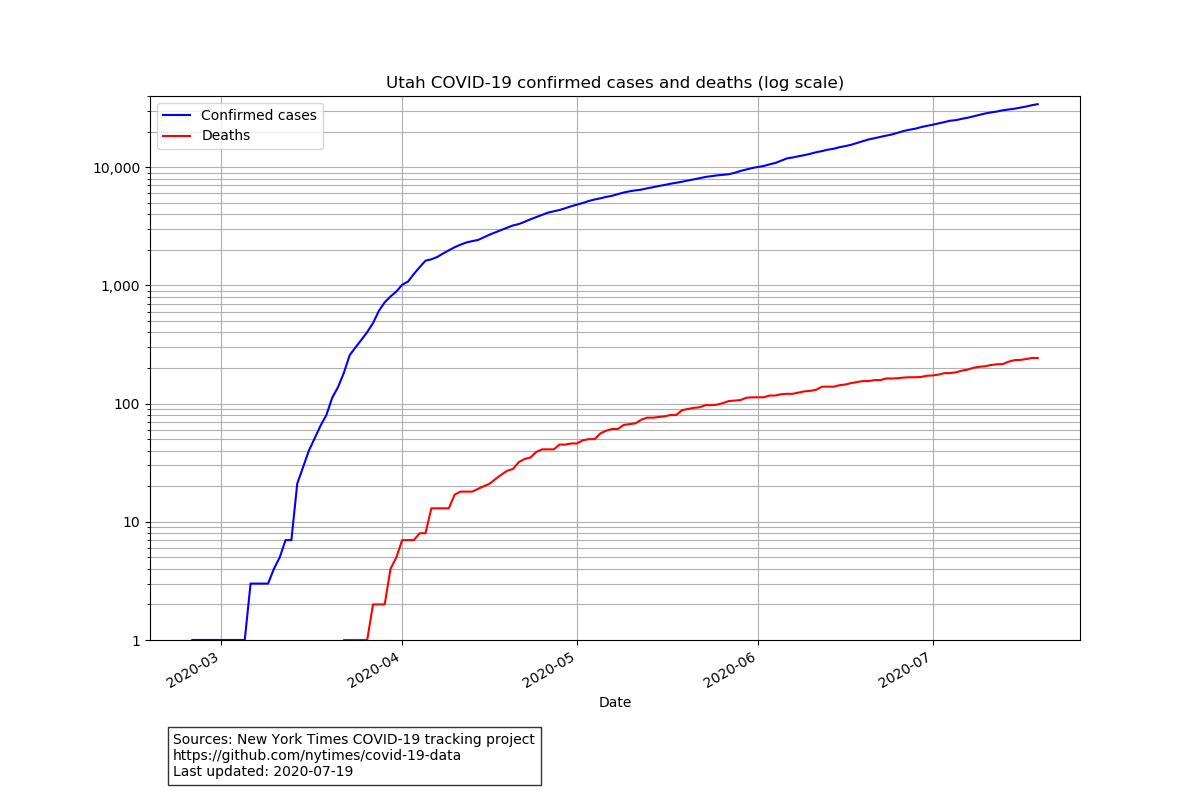 Utah COVID-19 confirmed cases and deaths (log scale)
Confirmed cases
Deaths
10,000
1,000
100
10
1
2020-03
2020-04
2020-05
2020-06
2020-07
Date
Sources: New York Times COVID-19 tracking project
https://github.com/nytimes/covid-19-data
Last updated: 2020-07-19